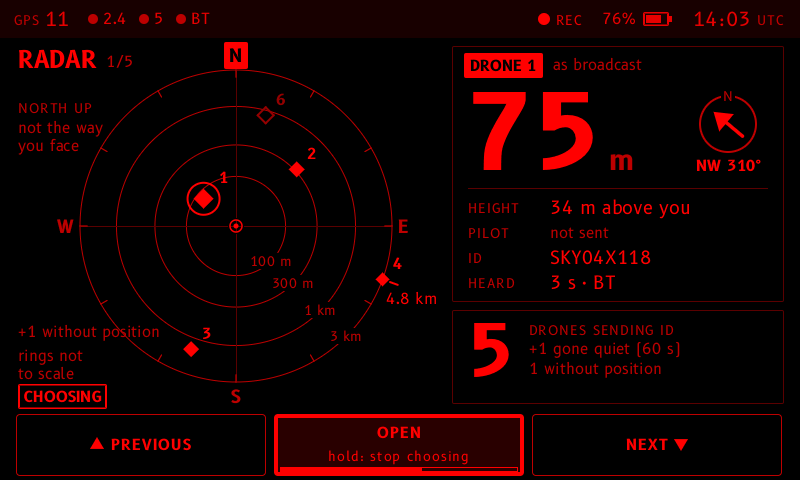 GPS 11 2.4 5 BT REC 76% 14:03 UTC
RADAR 1/5
N
NORTH UP
not the way
you face
6
2
1
W
E
100 m
300 m
1 km
3 km
4
4.8 km
3
+1 without position
rings not
to scale
CHOOSING
S
DRONE 1 as broadcast
75 m
N
NW 310°
HEIGHT 34 m above you
PILOT not sent
ID SKY04X118
HEARD 3 s · BT
5
DRONES SENDING ID
+1 gone quiet (60 s)
1 without position
▲ PREVIOUS
OPEN
hold: stop choosing
NEXT ▼